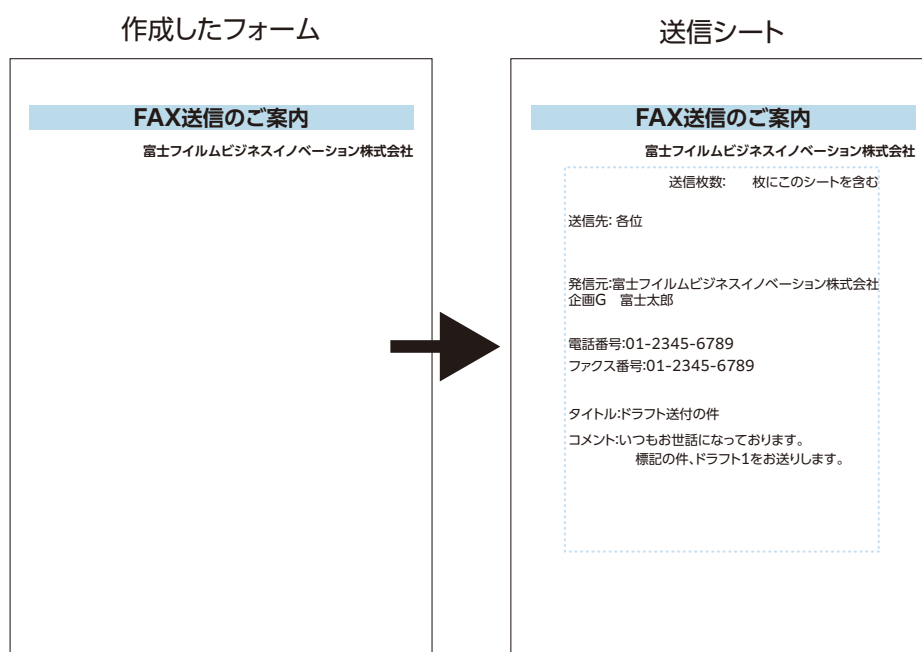 作成したフォーム
FAX送信のご案内
富士フイルムビジネスイノベーション株式会社
送信シート
FAX送信のご案内
富士フイルムビジネスイノベーション株式会社
送信枚数:　枚にこのシートを含む
送信先: 各位
発信元:富士フイルムビジネスイノベーション株式会社
企画G　富士太郎
電話番号:01-2345-6789
ファクス番号:01-2345-6789
タイトル:ドラフト送付の件
コメント:いつもお世話になっております。
標記の件、ドラフト1をお送りします。